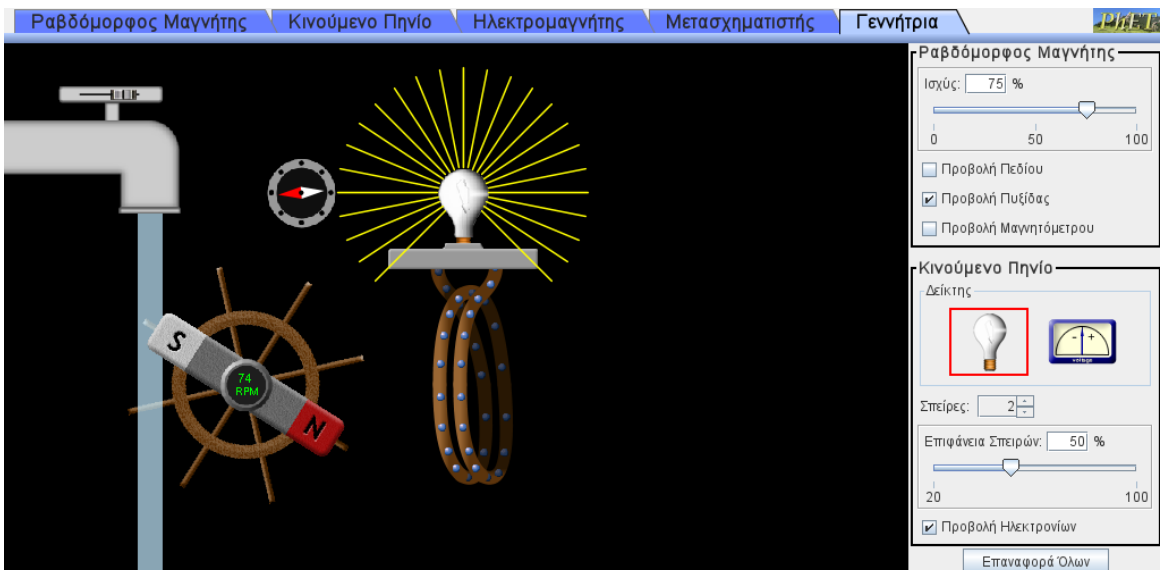 Ραβδόμορφος Μαγνήτης Κινούμενο Πηνίο Ηλεκτρομαγνήτης Μετασχηματιστής Γεννήτρια PhET
Ραβδόμορφος Μαγνήτης
Ισχύς: 75 %
0 50 100
Προβολή Πεδίου
Προβολή Πυξίδας
Προβολή Μαγνητόμετρου
Κινούμενο Πηνίο
Δείκτης
- +
voltage
Σπείρες: 2
Επιφάνεια Σπειρών: 50 %
20 100
Προβολή Ηλεκτρονίων
Επαναφορά Όλων
S
74
RPM
N